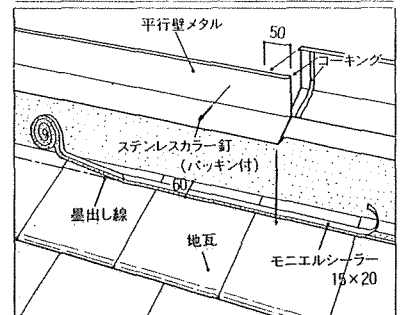 平行壁メタル
50
コーキング
ステンレスカラー釘
(パッキン付)
60
墨出し線
地瓦
モニエルシーラー
15×20